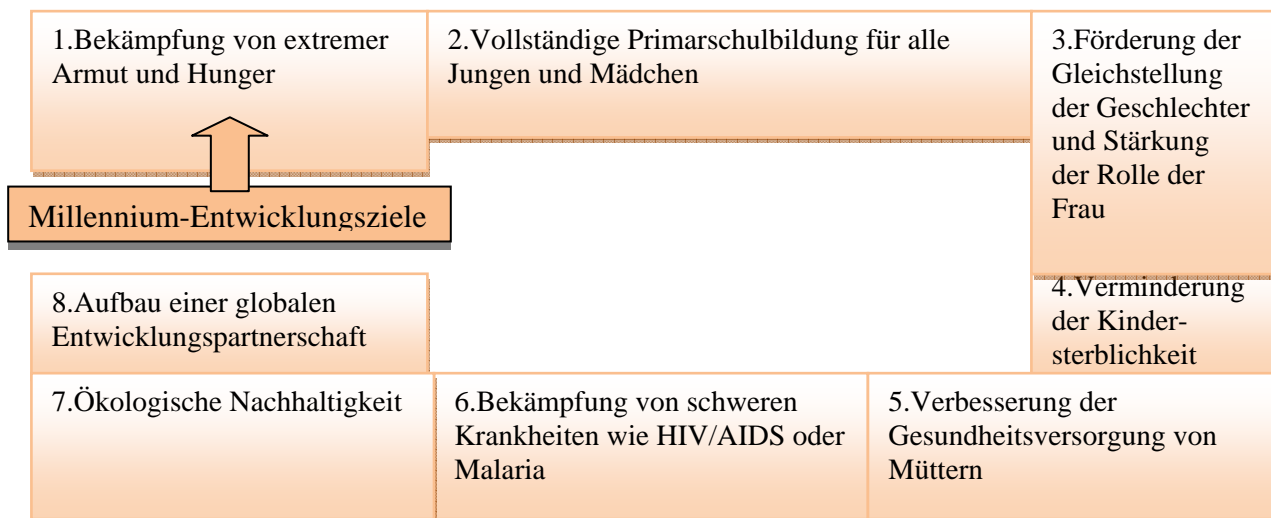 1.Bekämpfung von extremer
Armut und Hunger
2.Vollständige Primarschulbildung für alle
Jungen und Mädchen
3.Förderung der
Gleichstellung
der Geschlechter
und Stärkung
der Rolle der
Frau
Millennium-Entwicklungsziele
8.Aufbau einer globalen
Entwicklungspartnerschaft
4.Verminderung
der Kinder-
sterblichkeit
7.Ökologische Nachhaltigkeit
6.Bekämpfung von schweren
Krankheiten wie HIV/AIDS oder
Malaria
5.Verbesserung der
Gesundheitsversorgung von
Müttern